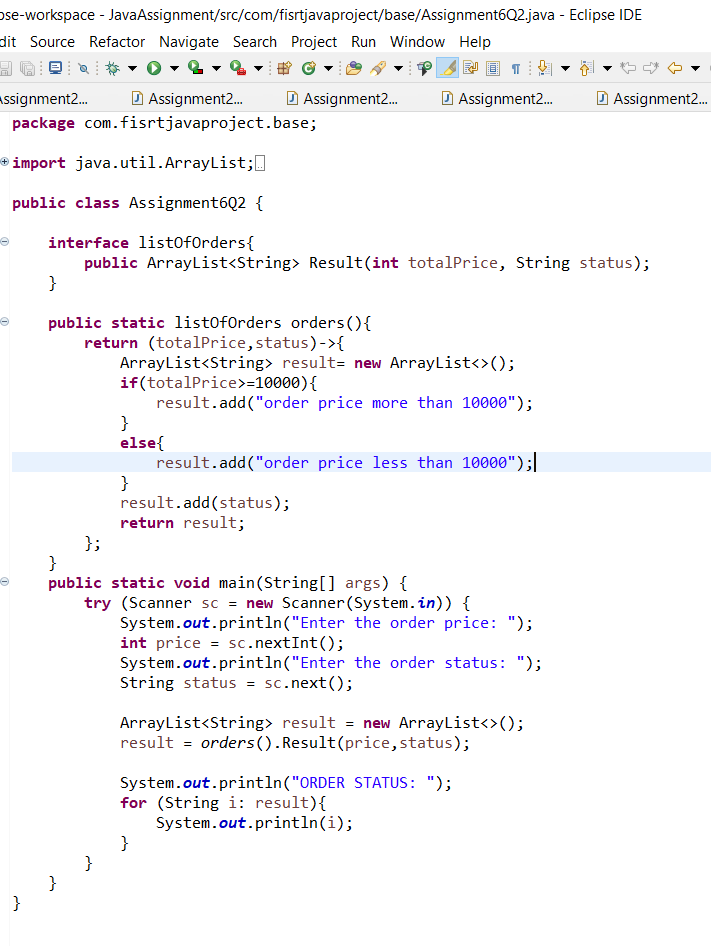 pse-workspace - JavaAssignment/src/com/fisrtjavaproject/base/Assignment6Q2.java - Eclipse IDE
dit Source Refactor Navigate Search Project Run Window Help
Assignment2... Assignment2... Assignment2... Assignment2... Assignment2...
package com.fisrtjavaproject.base;
import java.util.ArrayList;
public class Assignment6Q2 {
interface listOfOrders{
public ArrayList<String> Result(int totalPrice, String status);
}
public static listOfOrders orders(){
return (totalPrice,status)->{
ArrayList<String> result= new ArrayList<>();
if(totalPrice>=10000){
result.add("order price more than 10000");
}
else{
result.add("order price less than 10000");
}
result.add(status);
return result;
};
}
public static void main(String[] args) {
try (Scanner sc = new Scanner(System.in)) {
System.out.println("Enter the order price: ");
int price = sc.nextInt();
System.out.println("Enter the order status: ");
String status = sc.next();
ArrayList<String> result = new ArrayList<>();
result = orders().Result(price,status);
System.out.println("ORDER STATUS: ");
for (String i: result){
System.out.println(i);
}
}
}
}